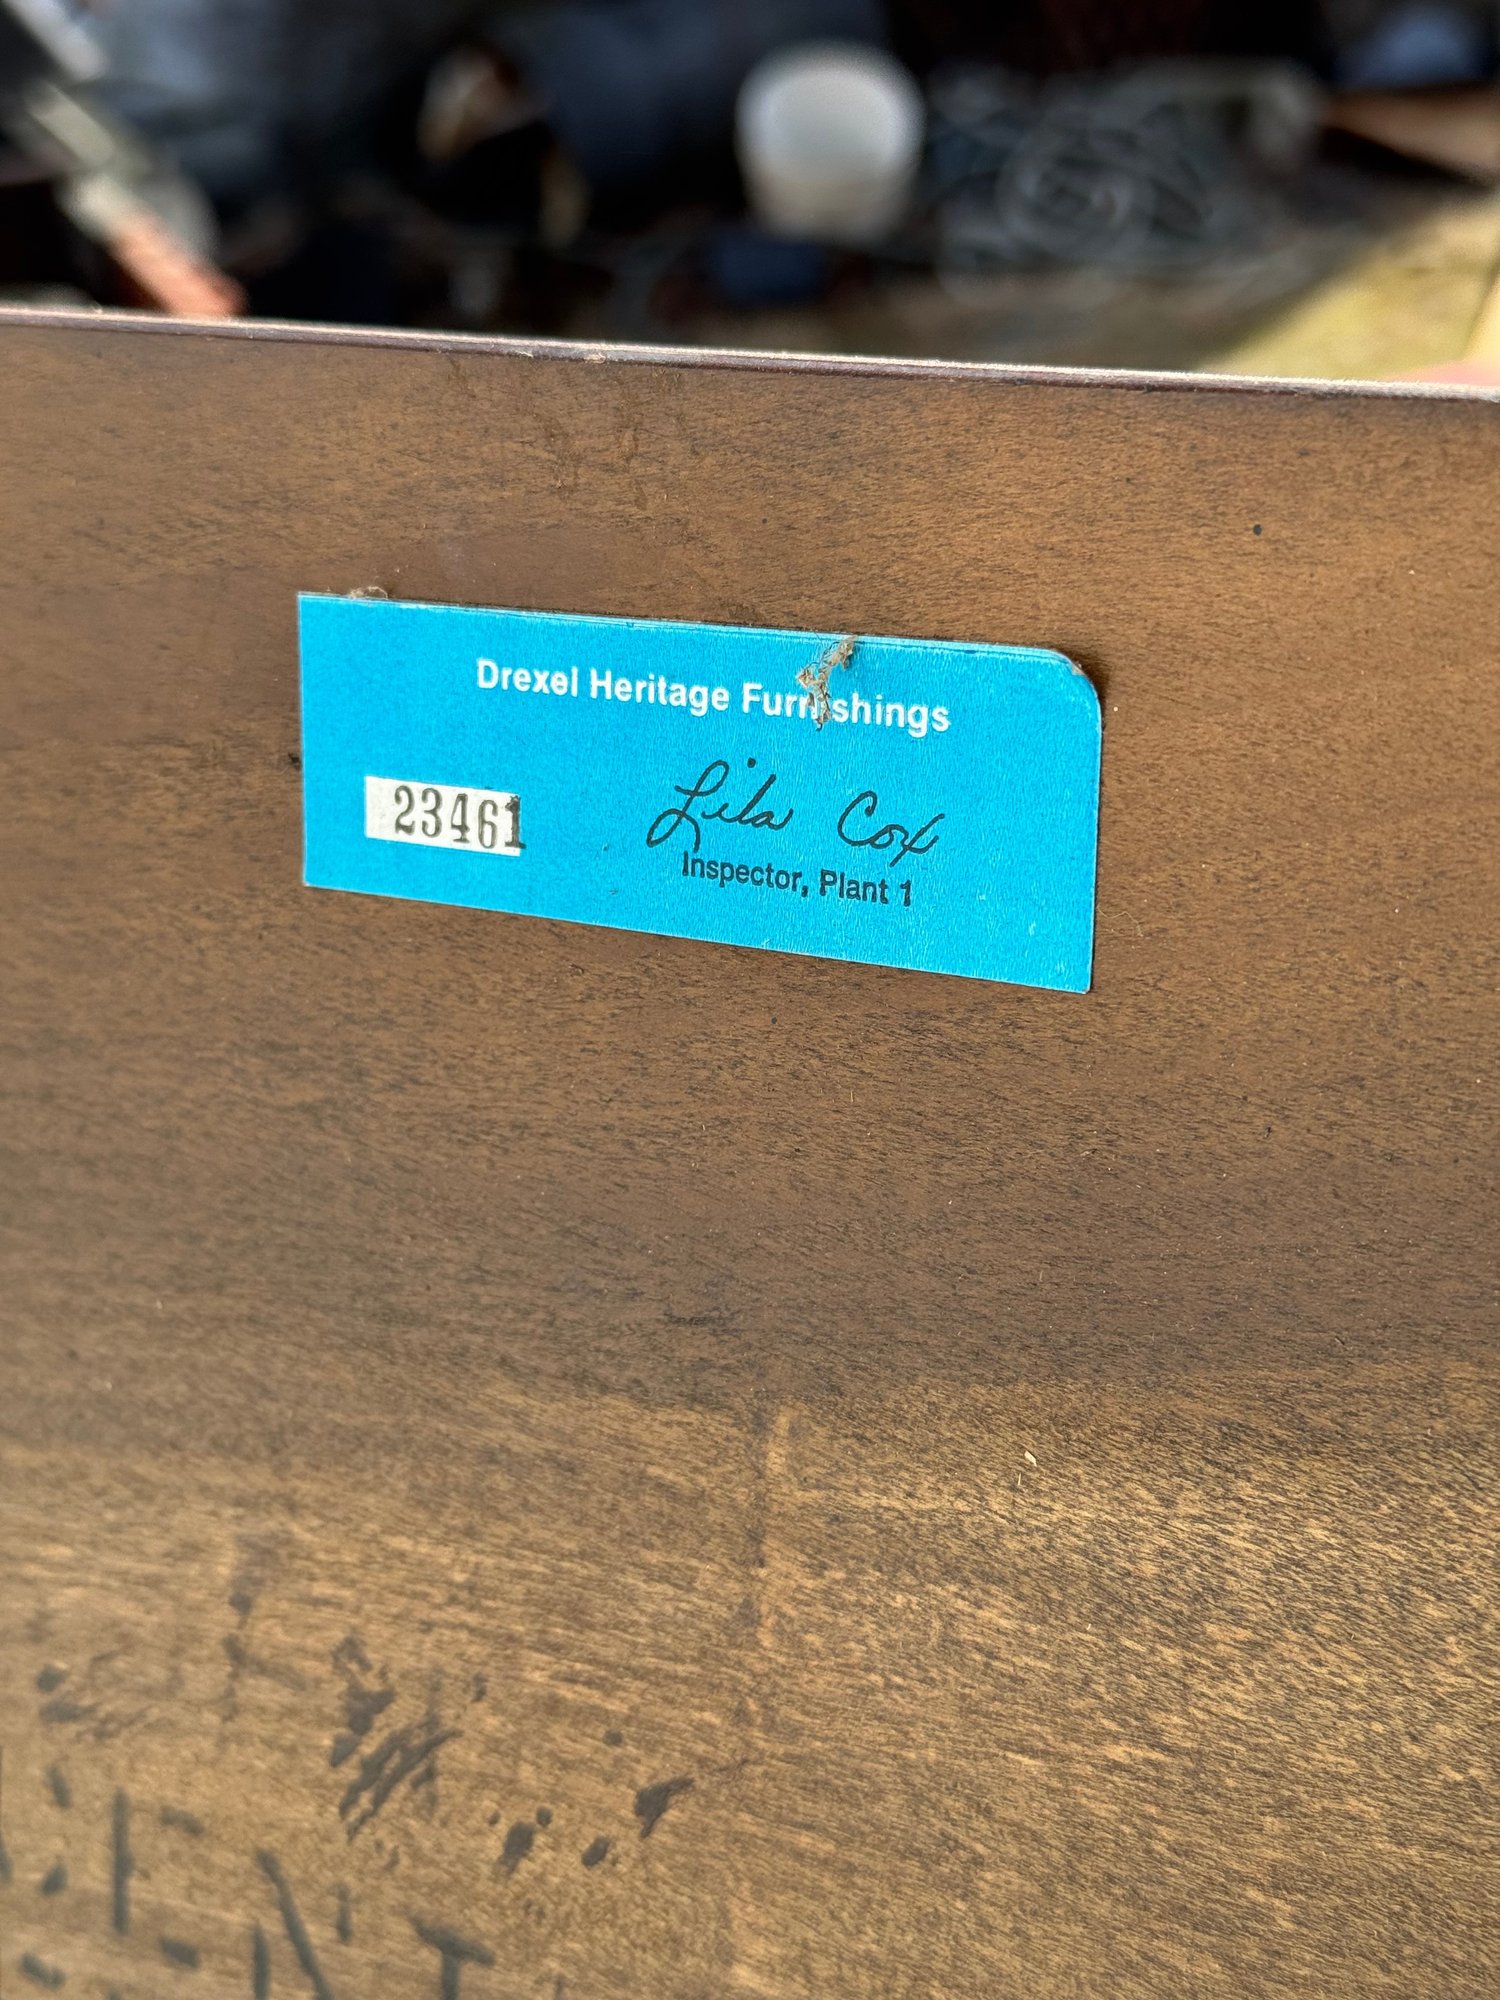 Drexel Heritage Furnishings
23461
Lila Cox
Inspector, Plant 1